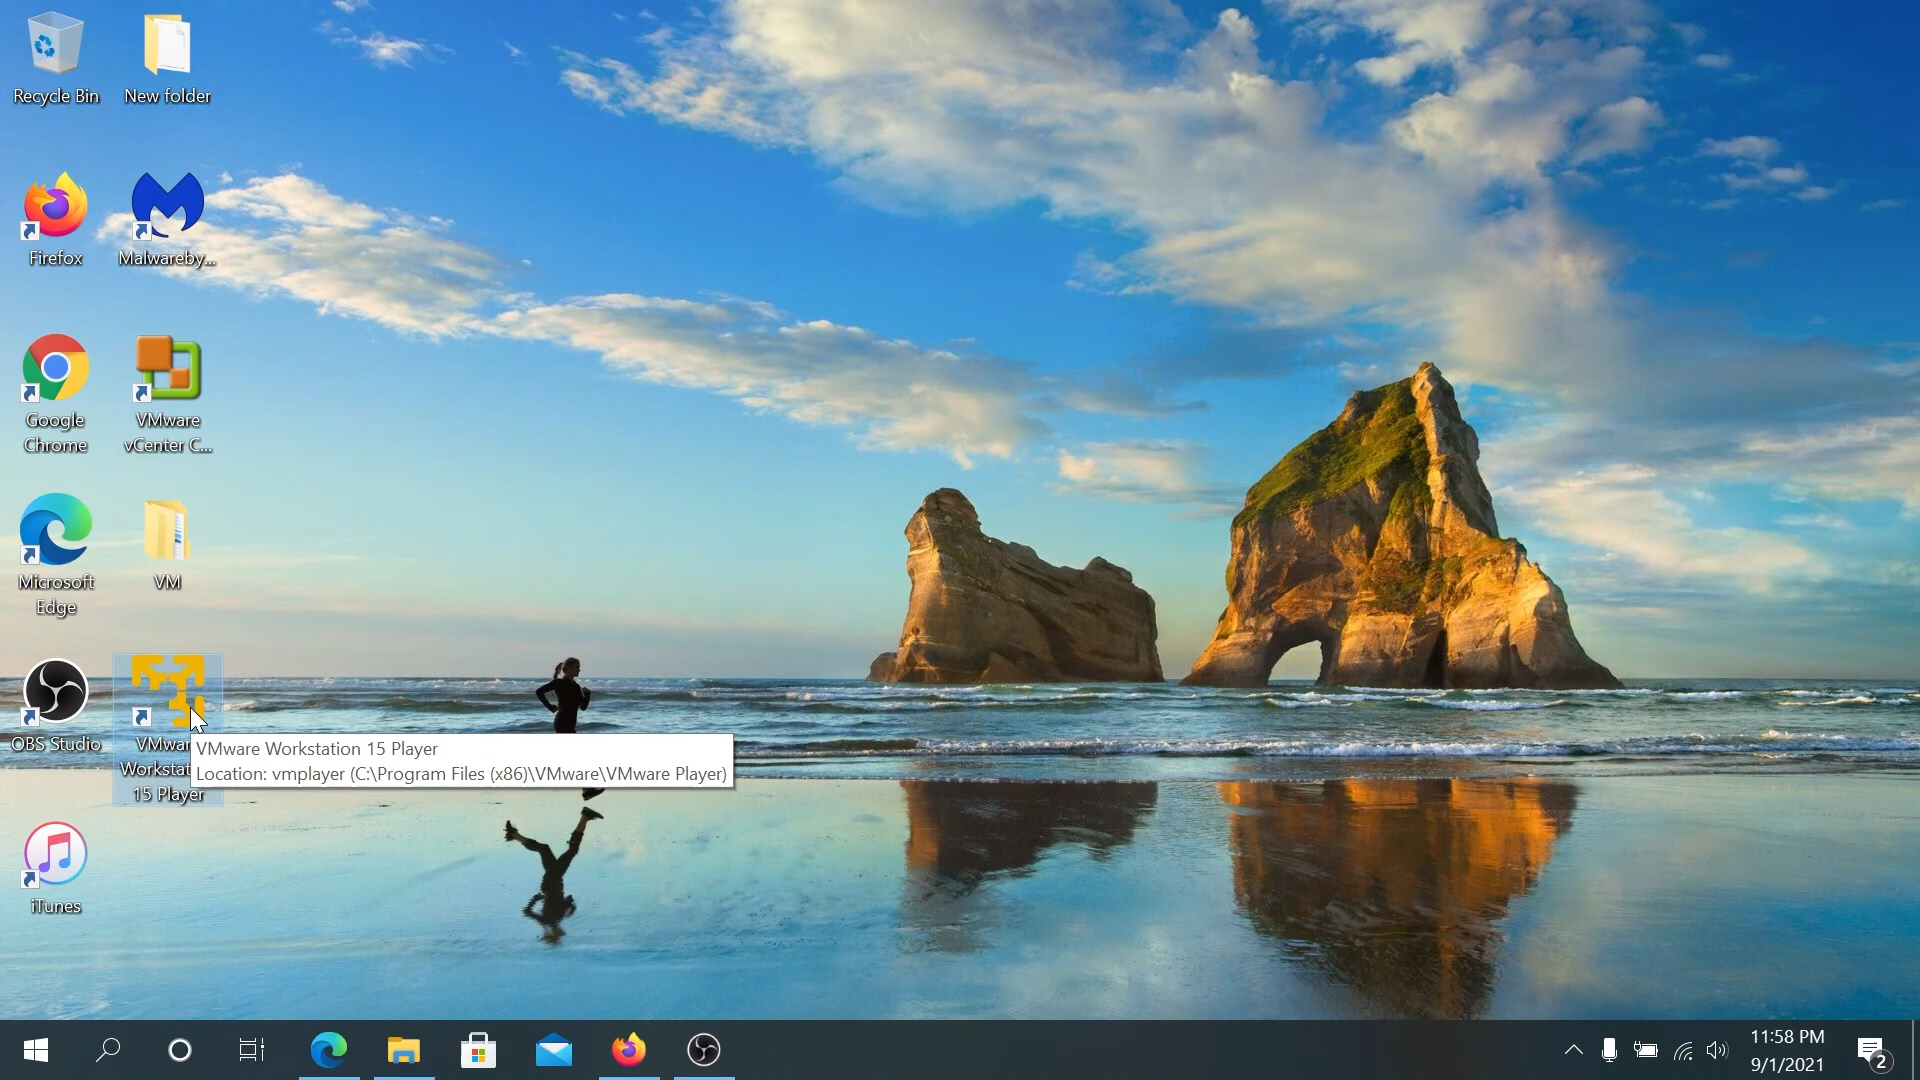 Recycle Bin
New folder
Firefox
Malwareby...
Google
Chrome
VMware
vCenter C...
Microsoft
Edge
VM
OBS Studio
VMwar
Workstat
15 Player
VMware Workstation 15 Player
Location: vmplayer (C:\Program Files (x86)\VMware\VMware Player)
iTunes
11:58 PM
9/1/2021
2